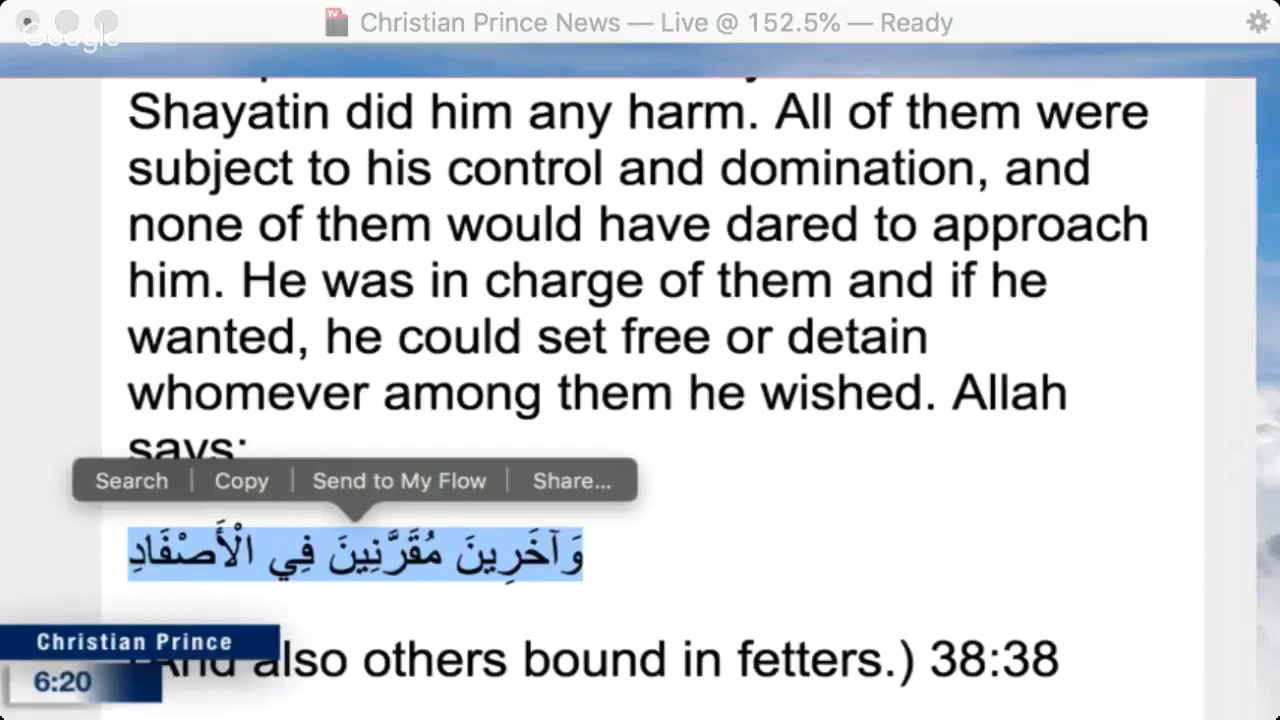 Christian Prince News — Live @ 152.5% — Ready
Google
Shayatin did him any harm. All of them were
subject to his control and domination, and
none of them would have dared to approach
him. He was in charge of them and if he
wanted, he could set free or detain
whomever among them he wished. Allah
says:
Search Copy Send to My Flow Share...
وَآخَرِينَ مُقَرَّنِينَ فِي الْأَصْفَادِ
Christian Prince
(And also others bound in fetters.) 38:38
6:20